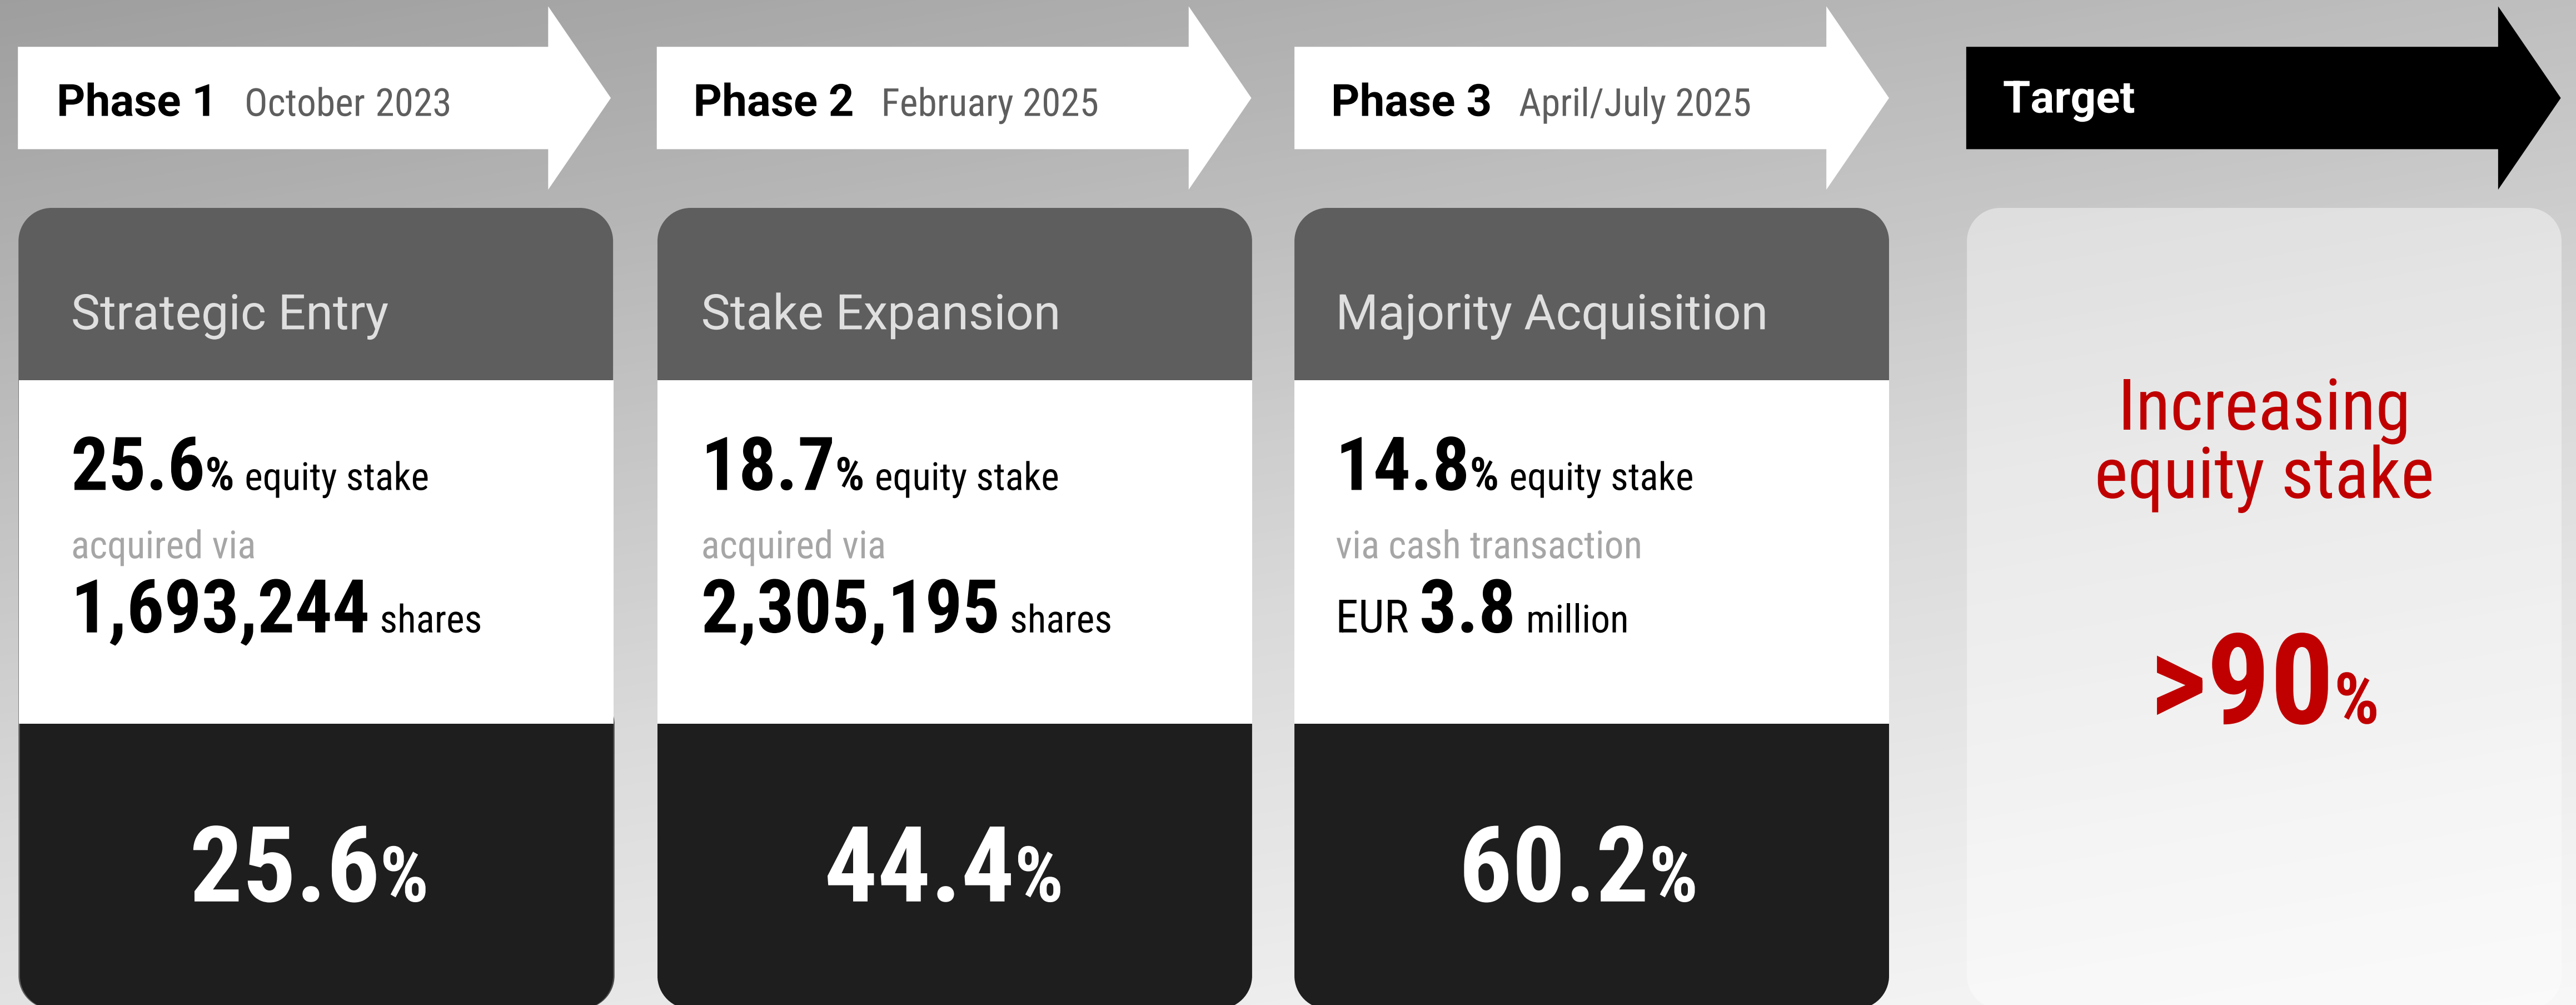 Phase 1 October 2023
Strategic Entry
25.6% equity stake
acquired via
1,693,244 shares
25.6%
Phase 2 February 2025
Stake Expansion
18.7% equity stake
acquired via
2,305,195 shares
44.4%
Phase 3 April/July 2025
Majority Acquisition
14.8% equity stake
via cash transaction
EUR 3.8 million
60.2%
Target
Increasing
equity stake
>90%